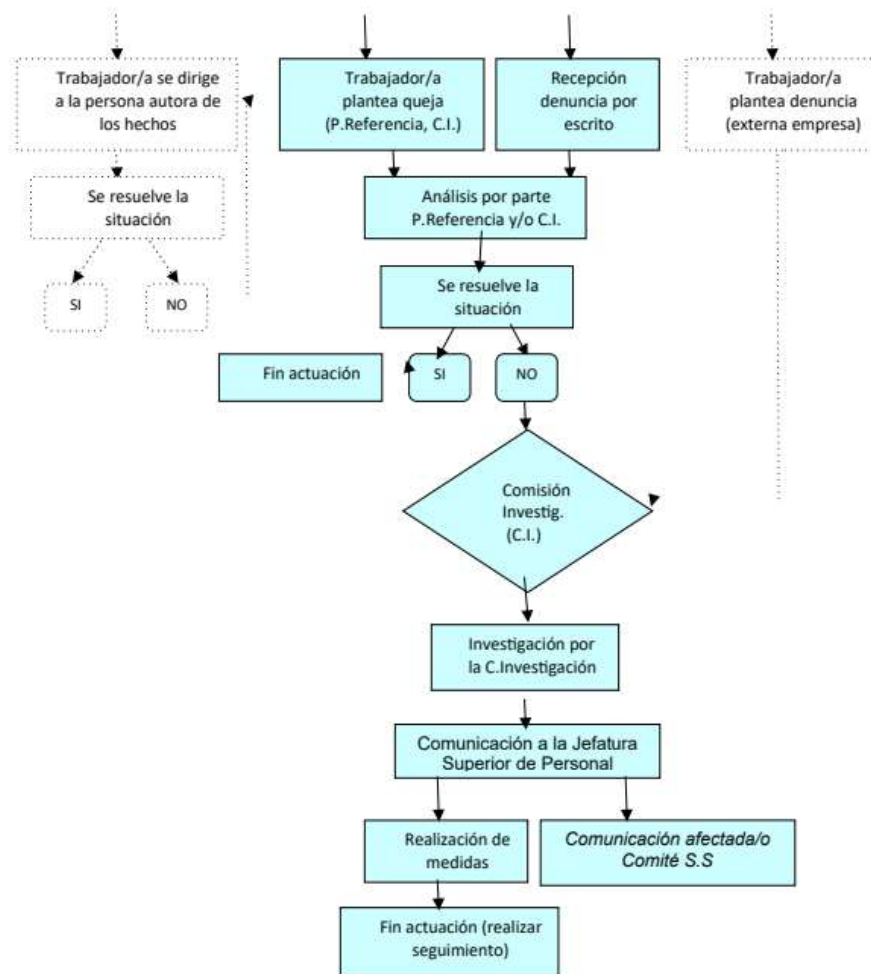 Trabajador/a se dirige
a la persona autora de
los hechos
Trabajador/a
plantea queja
(P.Referencia, C.I.)
Recepción
denuncia por
escrito
Trabajador/a
plantea denuncia
(externa empresa)
Se resuelve la
situación
Análisis por parte
P.Referencia y/o C.I.
SI
NO
Se resuelve la
situación
Fin actuación
SI
NO
Comisión
Investig.
(C.I.)
Investigación por
la C.Investigación
Comunicación a la Jefatura
Superior de Personal
Realización de
medidas
Comunicación afectada/o
Comité S.S
Fin actuación (realizar
seguimiento)